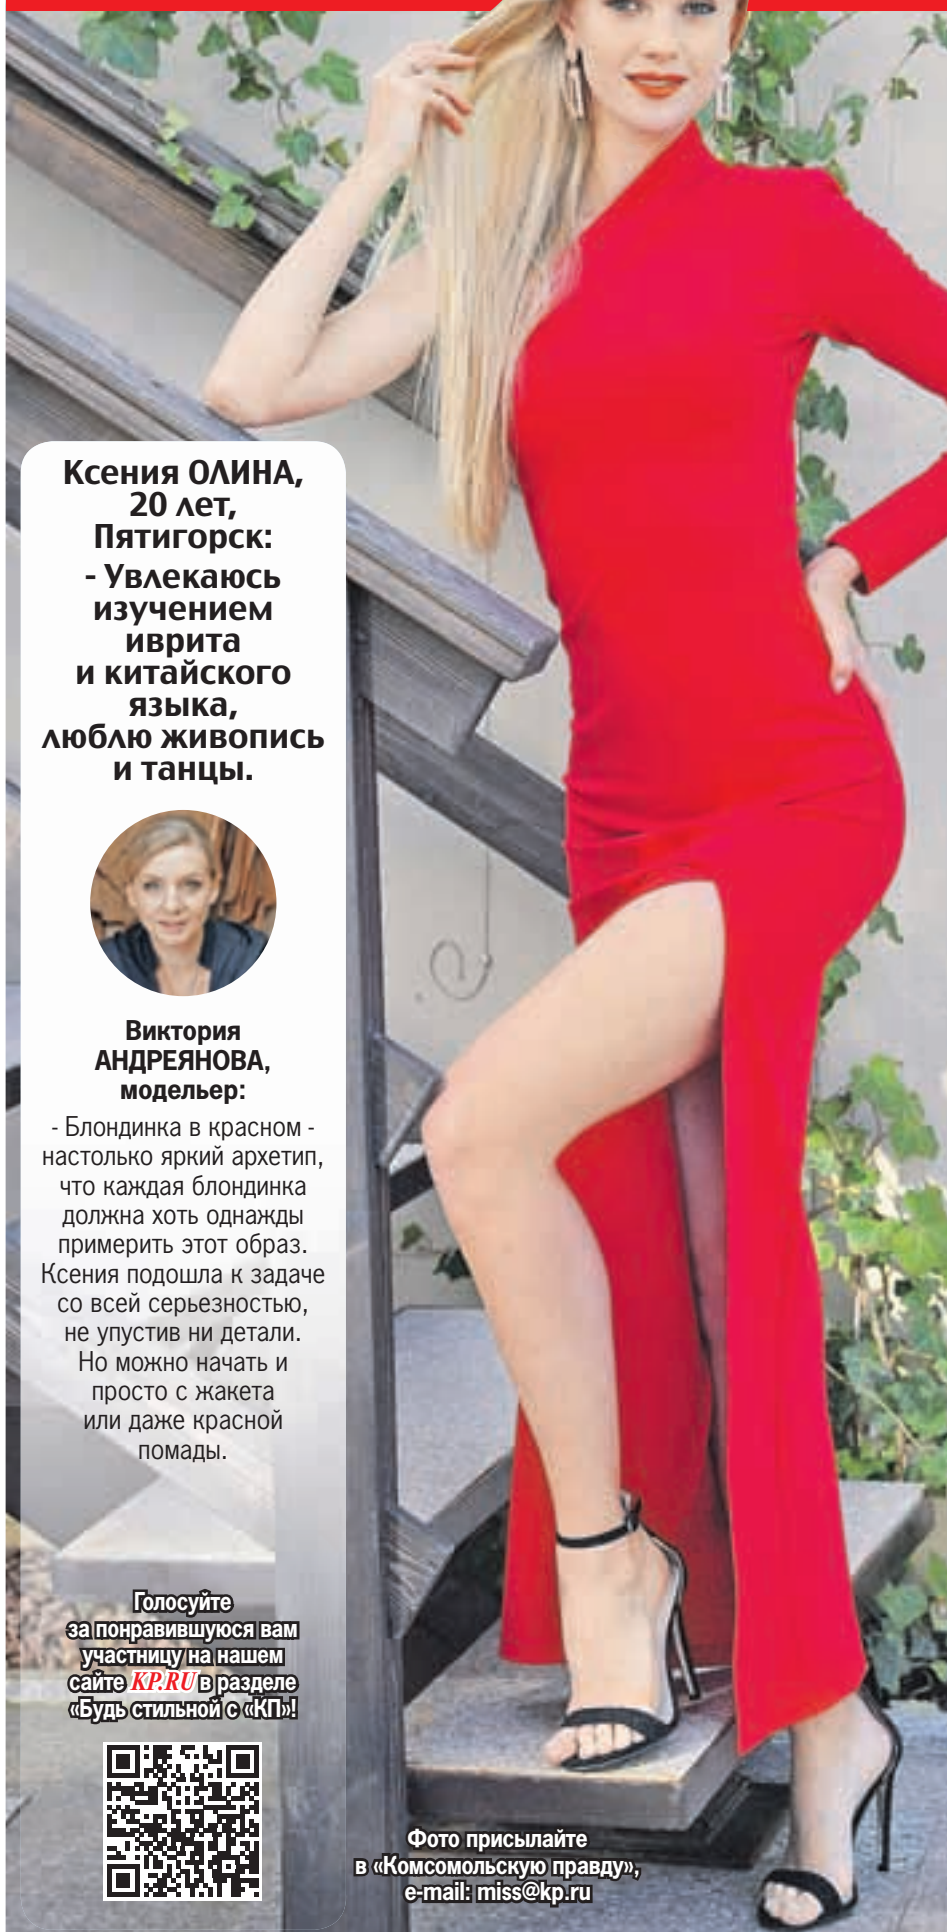 Ксения ОЛИНА,
20 лет,
Пятигорск:
- Увлекаюсь
изучением
иврита
и китайского
языка,
люблю живопись
и танцы.
Виктория
АНДРЕЯНОВА,
модельер:
- Блондинка в красном -
настолько яркий архетип,
что каждая блондинка
должна хоть однажды
примерить этот образ.
Ксения подошла к задаче
со всей серьезностью,
не упустив ни детали.
Но можно начать и
просто с жакета
или даже красной
помады.
Голосуйте
за понравившуюся вам
участницу на нашем
сайте KP.RU в разделе
«Будь стильной с «КП»!
Фото присылайте
в «Комсомольскую правду»,
e-mail: miss@kp.ru